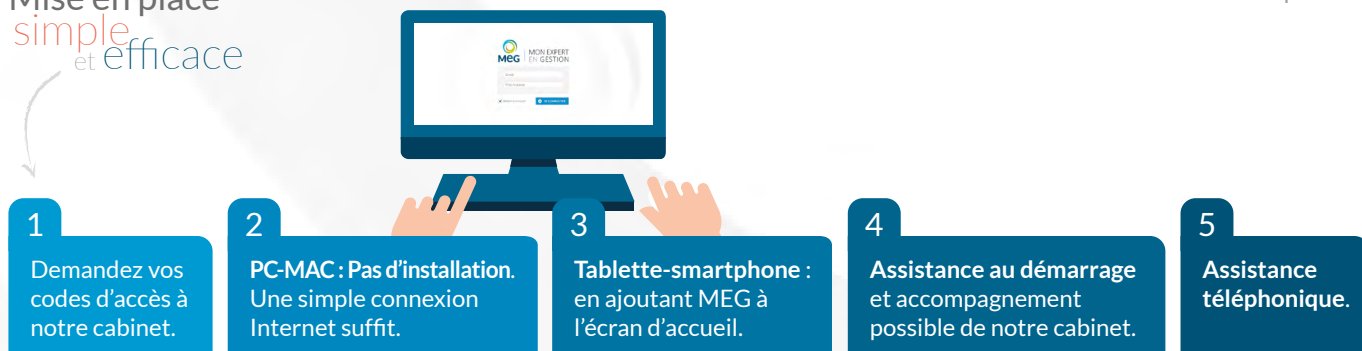 Mise en place
simple
et efficace
MEG
MON EXPERT
EN GESTION
SE CONNECTER
1
Demandez vos
codes d'accès à
notre cabinet.
2
PC-MAC : Pas d'installation.
Une simple connexion
Internet suffit.
3
Tablette-smartphone :
en ajoutant MEG à
l'écran d'accueil.
4
Assistance au démarrage
et accompagnement
possible de notre cabinet.
5
Assistance
téléphonique.